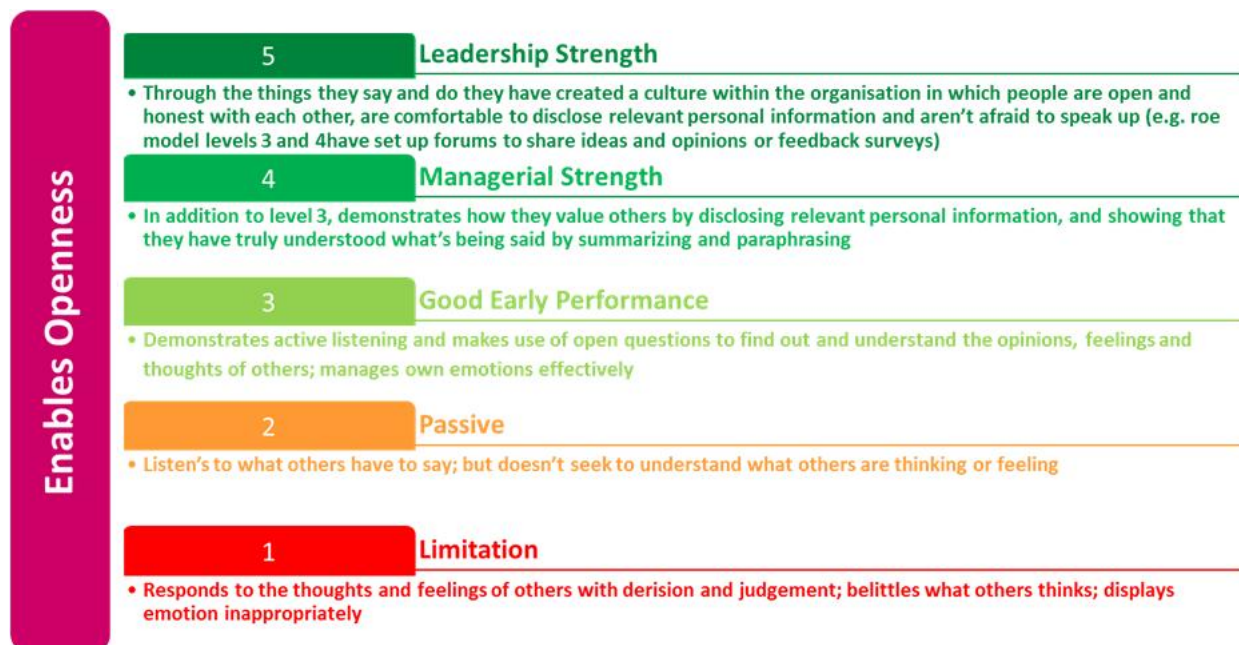 Enables Openness
5
Leadership Strength
• Through the things they say and do they have created a culture within the organisation in which people are open and
honest with each other, are comfortable to disclose relevant personal information and aren't afraid to speak up (e.g. roe
model levels 3 and 4have set up forums to share ideas and opinions or feedback surveys)
4
Managerial Strength
• In addition to level 3, demonstrates how they value others by disclosing relevant personal information, and showing that
they have truly understood what's being said by summarizing and paraphrasing
3
Good Early Performance
• Demonstrates active listening and makes use of open questions to find out and understand the opinions, feelings and
thoughts of others; manages own emotions effectively
2
Passive
• Listen's to what others have to say; but doesn't seek to understand what others are thinking or feeling
1
Limitation
• Responds to the thoughts and feelings of others with derision and judgement; belittles what others thinks; displays
emotion inappropriately